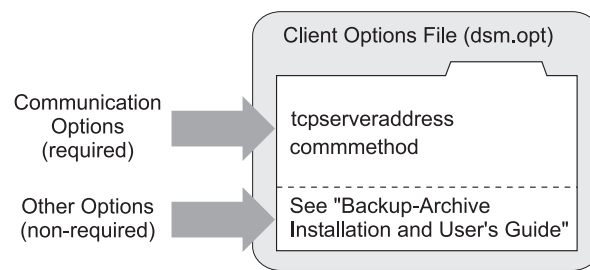 Client Options File (dsm.opt)
Communication
Options
(required)
tcpserveraddress
commmethod
Other Options
(non-required)
See "Backup-Archive
Installation and User's Guide"